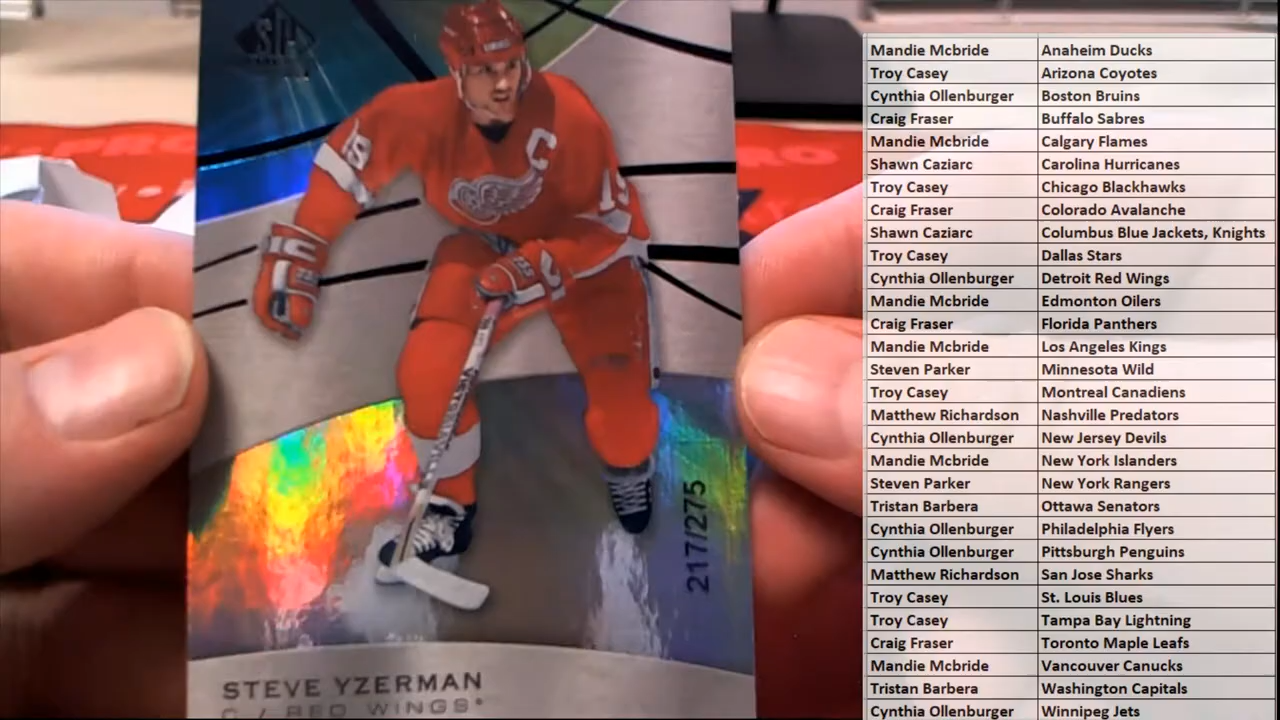 SP
C
19
19
217/275
STEVE YZERMAN
C / RED WINGS
PRO
PRO
Mandie Mcbride Anaheim Ducks
Troy Casey Arizona Coyotes
Cynthia Ollenburger Boston Bruins
Craig Fraser Buffalo Sabres
Mandie Mcbride Calgary Flames
Shawn Caziarc Carolina Hurricanes
Troy Casey Chicago Blackhawks
Craig Fraser Colorado Avalanche
Shawn Caziarc Columbus Blue Jackets, Knights
Troy Casey Dallas Stars
Cynthia Ollenburger Detroit Red Wings
Mandie Mcbride Edmonton Oilers
Craig Fraser Florida Panthers
Mandie Mcbride Los Angeles Kings
Steven Parker Minnesota Wild
Troy Casey Montreal Canadiens
Matthew Richardson Nashville Predators
Cynthia Ollenburger New Jersey Devils
Mandie Mcbride New York Islanders
Steven Parker New York Rangers
Tristan Barbera Ottawa Senators
Cynthia Ollenburger Philadelphia Flyers
Cynthia Ollenburger Pittsburgh Penguins
Matthew Richardson San Jose Sharks
Troy Casey St. Louis Blues
Troy Casey Tampa Bay Lightning
Craig Fraser Toronto Maple Leafs
Mandie Mcbride Vancouver Canucks
Tristan Barbera Washington Capitals
Cynthia Ollenburger Winnipeg Jets